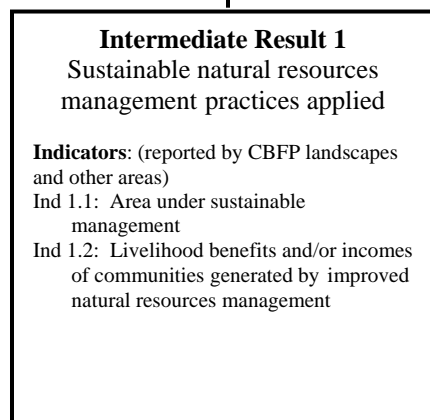 Intermediate Result 1
Sustainable natural resources
management practices applied
Indicators: (reported by CBFP landscapes
and other areas)
Ind 1.1: Area under sustainable
management
Ind 1.2: Livelihood benefits and/or incomes
of communities generated by improved
natural resources management